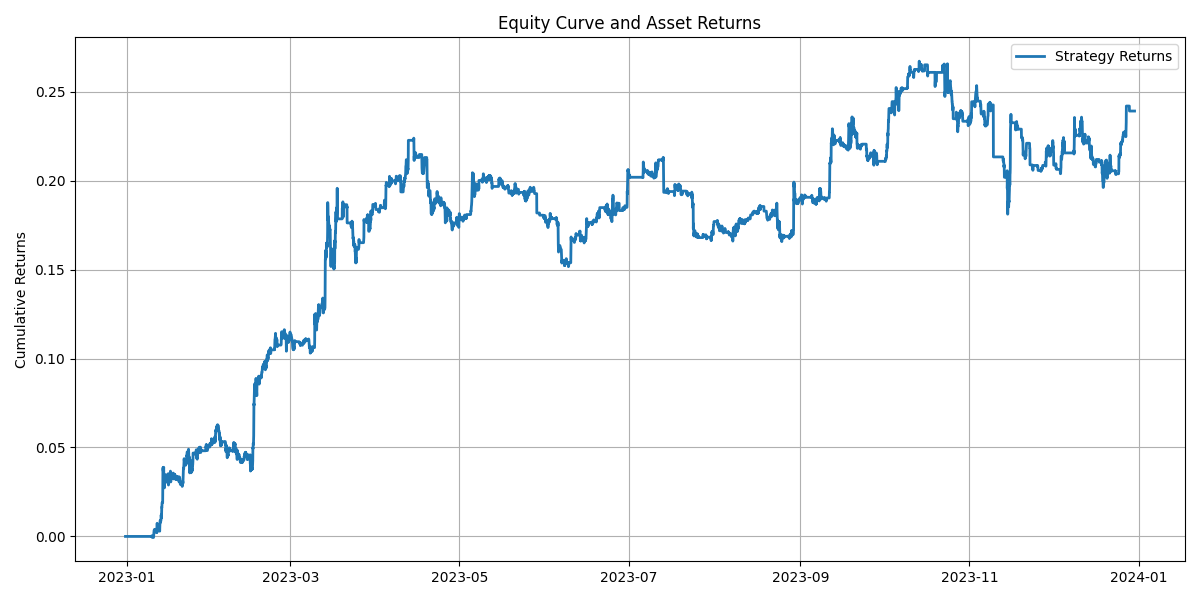 Equity Curve and Asset Returns
Strategy Returns
Cumulative Returns
0.25
0.20
0.15
0.10
0.05
0.00
2023-01 2023-03 2023-05 2023-07 2023-09 2023-11 2024-01